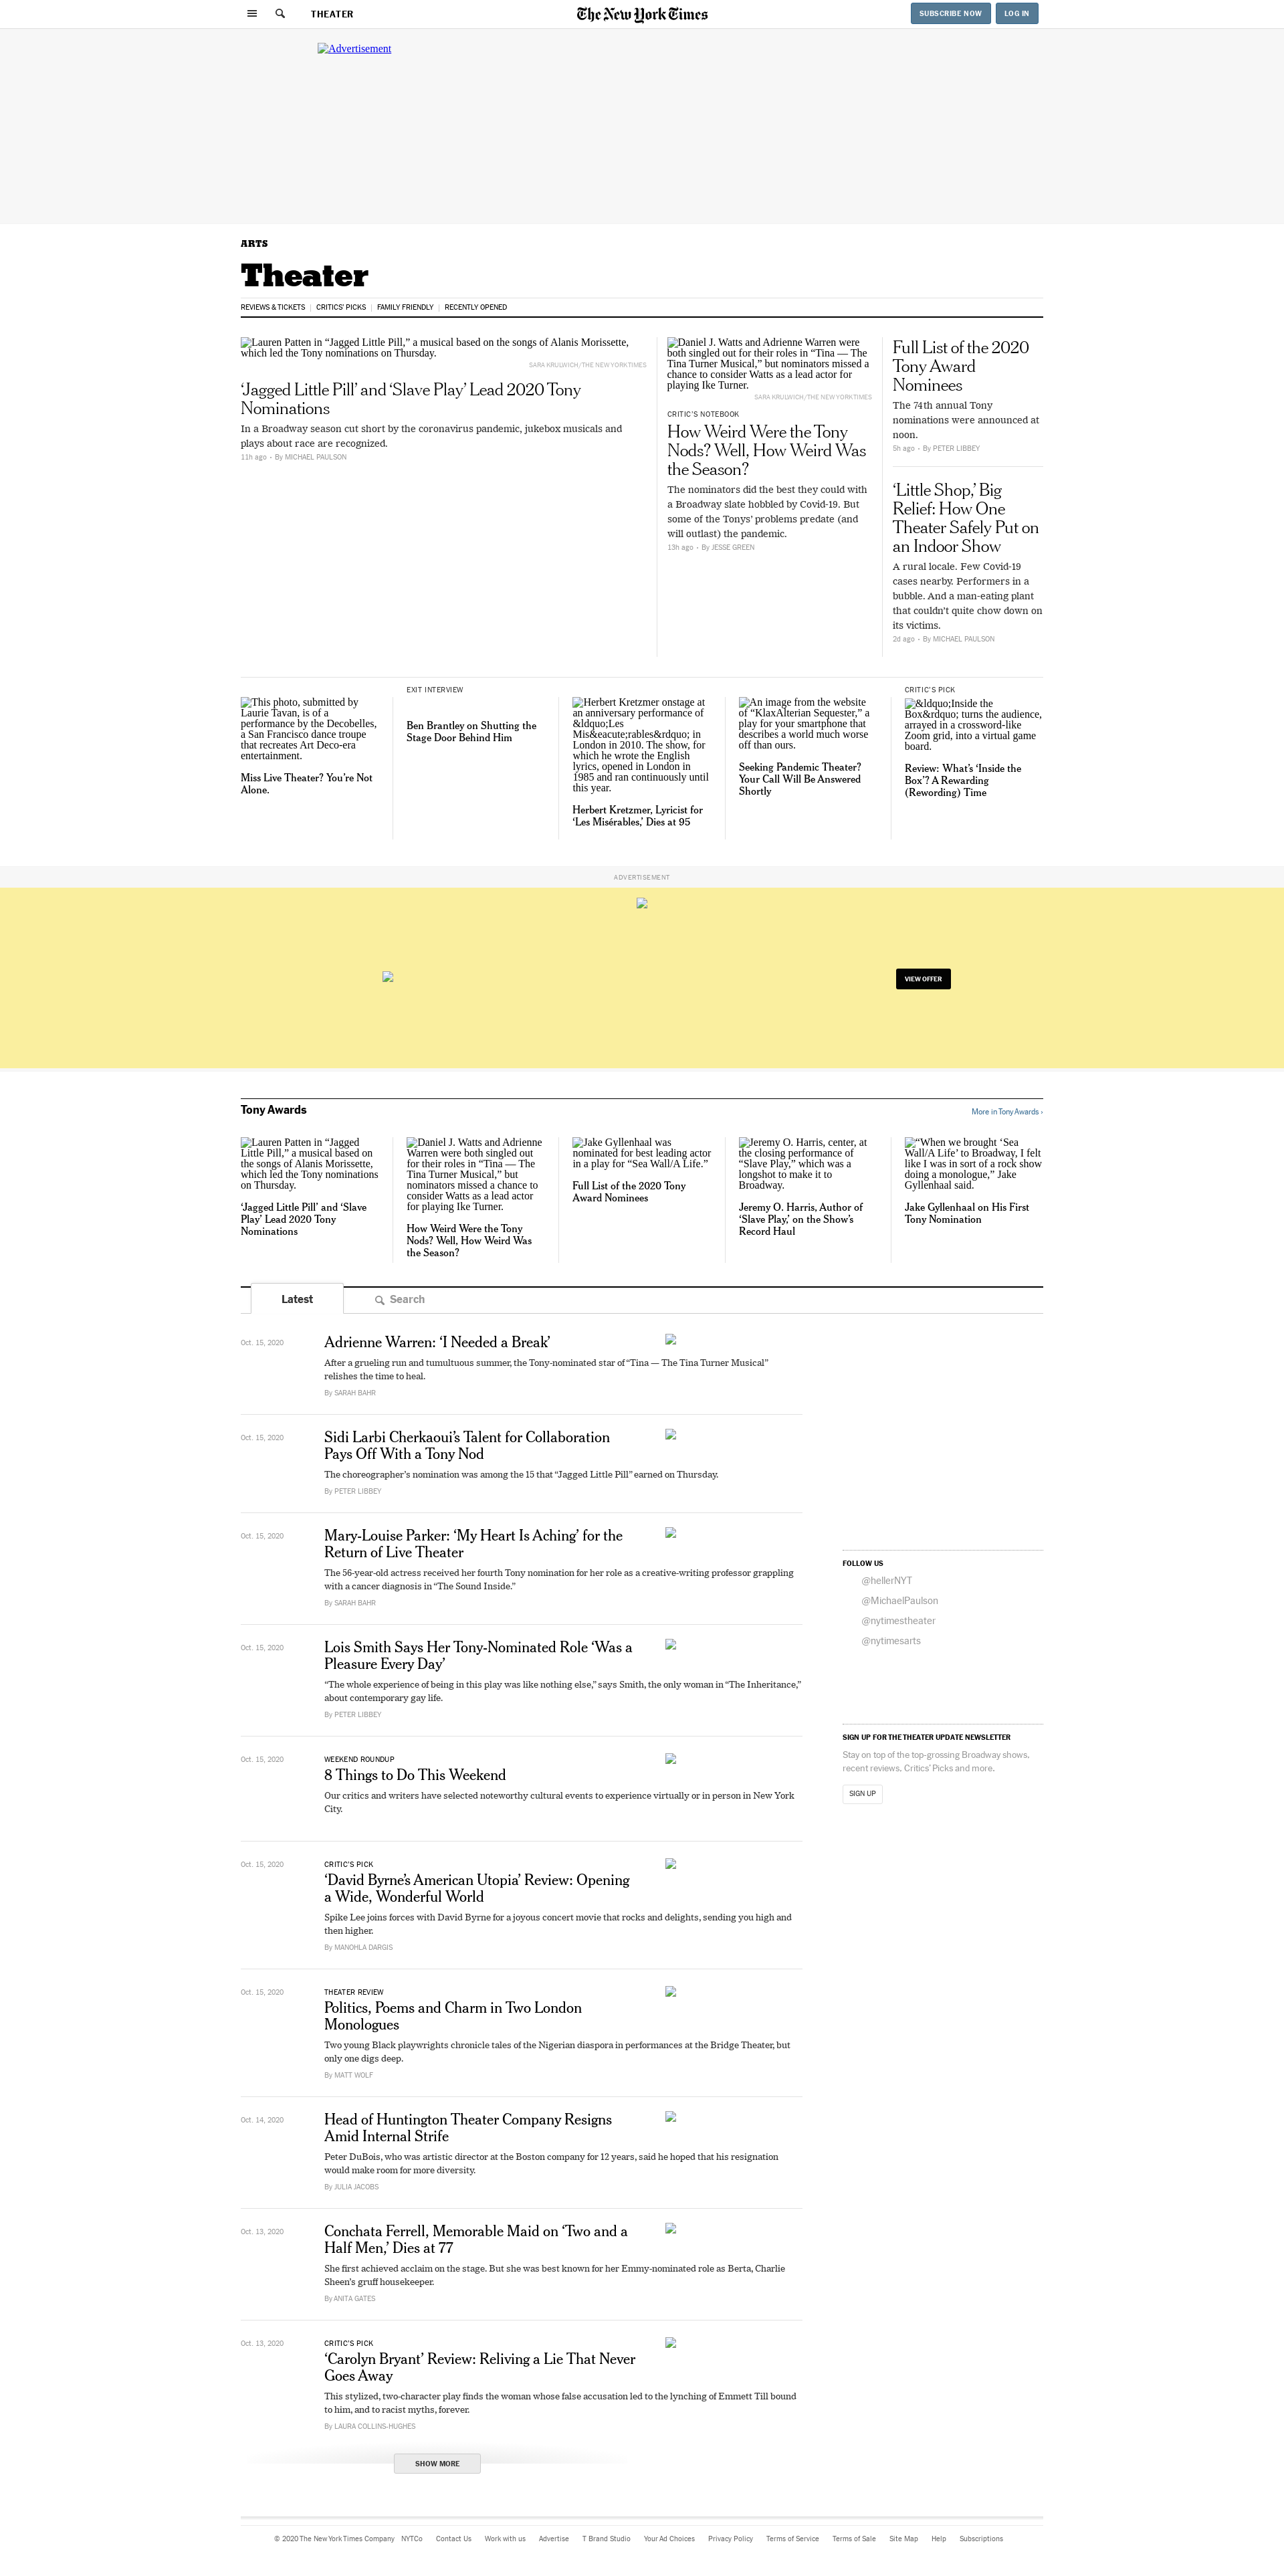 THEATER
The New York Times
SUBSCRIBE NOW
LOG IN
Advertisement
ARTS
Theater
REVIEWS & TICKETS
CRITICS' PICKS
FAMILY FRIENDLY
RECENTLY OPENED
Lauren Patten in “Jagged Little Pill,” a musical based on the songs of Alanis Morissette,
which led the Tony nominations on Thursday.
SARA KRULWICH/THE NEW YORK TIMES
‘Jagged Little Pill’ and ‘Slave Play’ Lead 2020 Tony
Nominations
In a Broadway season cut short by the coronavirus pandemic, jukebox musicals and
plays about race are recognized.
11h ago • By MICHAEL PAULSON
Daniel J. Watts and Adrienne Warren were
both singled out for their roles in “Tina — The
Tina Turner Musical,” but nominators missed a
chance to consider Watts as a lead actor for
playing Ike Turner.
SARA KRULWICH/THE NEW YORK TIMES
CRITIC’S NOTEBOOK
How Weird Were the Tony
Nods? Well, How Weird Was
the Season?
The nominators did the best they could with
a Broadway slate hobbled by Covid-19. But
some of the Tonys’ problems predate (and
will outlast) the pandemic.
13h ago • By JESSE GREEN
Full List of the 2020
Tony Award
Nominees
The 74th annual Tony
nominations were announced at
noon.
5h ago • By PETER LIBBEY
‘Little Shop,’ Big
Relief: How One
Theater Safely Put on
an Indoor Show
A rural locale. Few Covid-19
cases nearby. Performers in a
bubble. And a man-eating plant
that couldn’t quite chow down on
its victims.
2d ago • By MICHAEL PAULSON
This photo, submitted by
Laurie Tavan, is of a
performance by the Decobelles,
a San Francisco dance troupe
that recreates Art Deco-era
entertainment.
Miss Live Theater? You’re Not
Alone.
EXIT INTERVIEW
Ben Brantley on Shutting the
Stage Door Behind Him
Herbert Kretzmer onstage at
an anniversary performance of
&ldquo;Les
Mis&eacute;rables&rdquo; in
London in 2010. The show, for
which he wrote the English
lyrics, opened in London in
1985 and ran continuously until
this year.
Herbert Kretzmer, Lyricist for
‘Les Misérables,’ Dies at 95
An image from the website
of “KlaxAlterian Sequester,” a
play for your smartphone that
describes a world much worse
off than ours.
Seeking Pandemic Theater?
Your Call Will Be Answered
Shortly
CRITIC’S PICK
&ldquo;Inside the
Box&rdquo; turns the audience,
arrayed in a crossword-like
Zoom grid, into a virtual game
board.
Review: What’s ‘Inside the
Box’? A Rewarding
(Rewording) Time
ADVERTISEMENT
VIEW OFFER
Tony Awards
More in Tony Awards ›
Lauren Patten in “Jagged
Little Pill,” a musical based on
the songs of Alanis Morissette,
which led the Tony nominations
on Thursday.
‘Jagged Little Pill’ and ‘Slave
Play’ Lead 2020 Tony
Nominations
Daniel J. Watts and Adrienne
Warren were both singled out
for their roles in “Tina — The
Tina Turner Musical,” but
nominators missed a chance to
consider Watts as a lead actor
for playing Ike Turner.
How Weird Were the Tony
Nods? Well, How Weird Was
the Season?
Jake Gyllenhaal was
nominated for best leading actor
in a play for “Sea Wall/A Life.”
Full List of the 2020 Tony
Award Nominees
Jeremy O. Harris, center, at
the closing performance of
“Slave Play,” which was a
longshot to make it to
Broadway.
Jeremy O. Harris, Author of
‘Slave Play,’ on the Show’s
Record Haul
“When we brought ‘Sea
Wall/A Life’ to Broadway, I felt
like I was in sort of a rock show
doing a monologue,” Jake
Gyllenhaal said.
Jake Gyllenhaal on His First
Tony Nomination
Latest
Search
Oct. 15, 2020
Adrienne Warren: ‘I Needed a Break’
After a grueling run and tumultuous summer, the Tony-nominated star of “Tina — The Tina Turner Musical”
relishes the time to heal.
By SARAH BAHR
Oct. 15, 2020
Sidi Larbi Cherkaoui’s Talent for Collaboration
Pays Off With a Tony Nod
The choreographer’s nomination was among the 15 that “Jagged Little Pill” earned on Thursday.
By PETER LIBBEY
Oct. 15, 2020
Mary-Louise Parker: ‘My Heart Is Aching’ for the
Return of Live Theater
The 56-year-old actress received her fourth Tony nomination for her role as a creative-writing professor grappling
with a cancer diagnosis in “The Sound Inside.”
By SARAH BAHR
Oct. 15, 2020
Lois Smith Says Her Tony-Nominated Role ‘Was a
Pleasure Every Day’
“The whole experience of being in this play was like nothing else,” says Smith, the only woman in “The Inheritance,”
about contemporary gay life.
By PETER LIBBEY
Oct. 15, 2020
WEEKEND ROUNDUP
8 Things to Do This Weekend
Our critics and writers have selected noteworthy cultural events to experience virtually or in person in New York
City.
Oct. 15, 2020
CRITIC’S PICK
‘David Byrne’s American Utopia’ Review: Opening
a Wide, Wonderful World
Spike Lee joins forces with David Byrne for a joyous concert movie that rocks and delights, sending you high and
then higher.
By MANOHLA DARGIS
Oct. 15, 2020
THEATER REVIEW
Politics, Poems and Charm in Two London
Monologues
Two young Black playwrights chronicle tales of the Nigerian diaspora in performances at the Bridge Theater, but
only one digs deep.
By MATT WOLF
Oct. 14, 2020
Head of Huntington Theater Company Resigns
Amid Internal Strife
Peter DuBois, who was artistic director at the Boston company for 12 years, said he hoped that his resignation
would make room for more diversity.
By JULIA JACOBS
Oct. 13, 2020
Conchata Ferrell, Memorable Maid on ‘Two and a
Half Men,’ Dies at 77
She first achieved acclaim on the stage. But she was best known for her Emmy-nominated role as Berta, Charlie
Sheen’s gruff housekeeper.
By ANITA GATES
Oct. 13, 2020
CRITIC’S PICK
‘Carolyn Bryant’ Review: Reliving a Lie That Never
Goes Away
This stylized, two-character play finds the woman whose false accusation led to the lynching of Emmett Till bound
to him, and to racist myths, forever.
By LAURA COLLINS-HUGHES
SHOW MORE
FOLLOW US
@hellerNYT
@MichaelPaulson
@nytimestheater
@nytimesarts
SIGN UP FOR THE THEATER UPDATE NEWSLETTER
Stay on top of the top-grossing Broadway shows,
recent reviews, Critics’ Picks and more.
SIGN UP
© 2020 The New York Times Company
NYTCo
Contact Us
Work with us
Advertise
T Brand Studio
Your Ad Choices
Privacy Policy
Terms of Service
Terms of Sale
Site Map
Help
Subscriptions